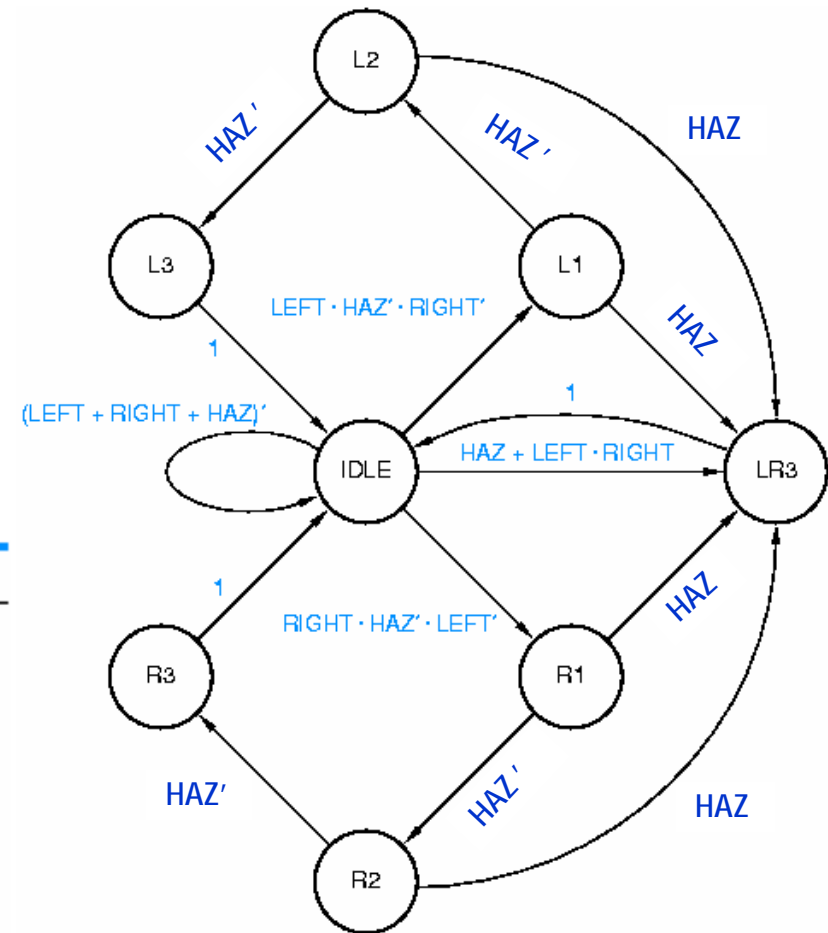 L2
HAZ'
HAZ'
HAZ
L3
L1
LEFT · HAZ' · RIGHT'
HAZ
1
(LEFT + RIGHT + HAZ)'
1
IDLE
HAZ + LEFT · RIGHT
LR3
1
HAZ
RIGHT · HAZ' · LEFT'
R3
R1
HAZ'
HAZ'
HAZ
R2